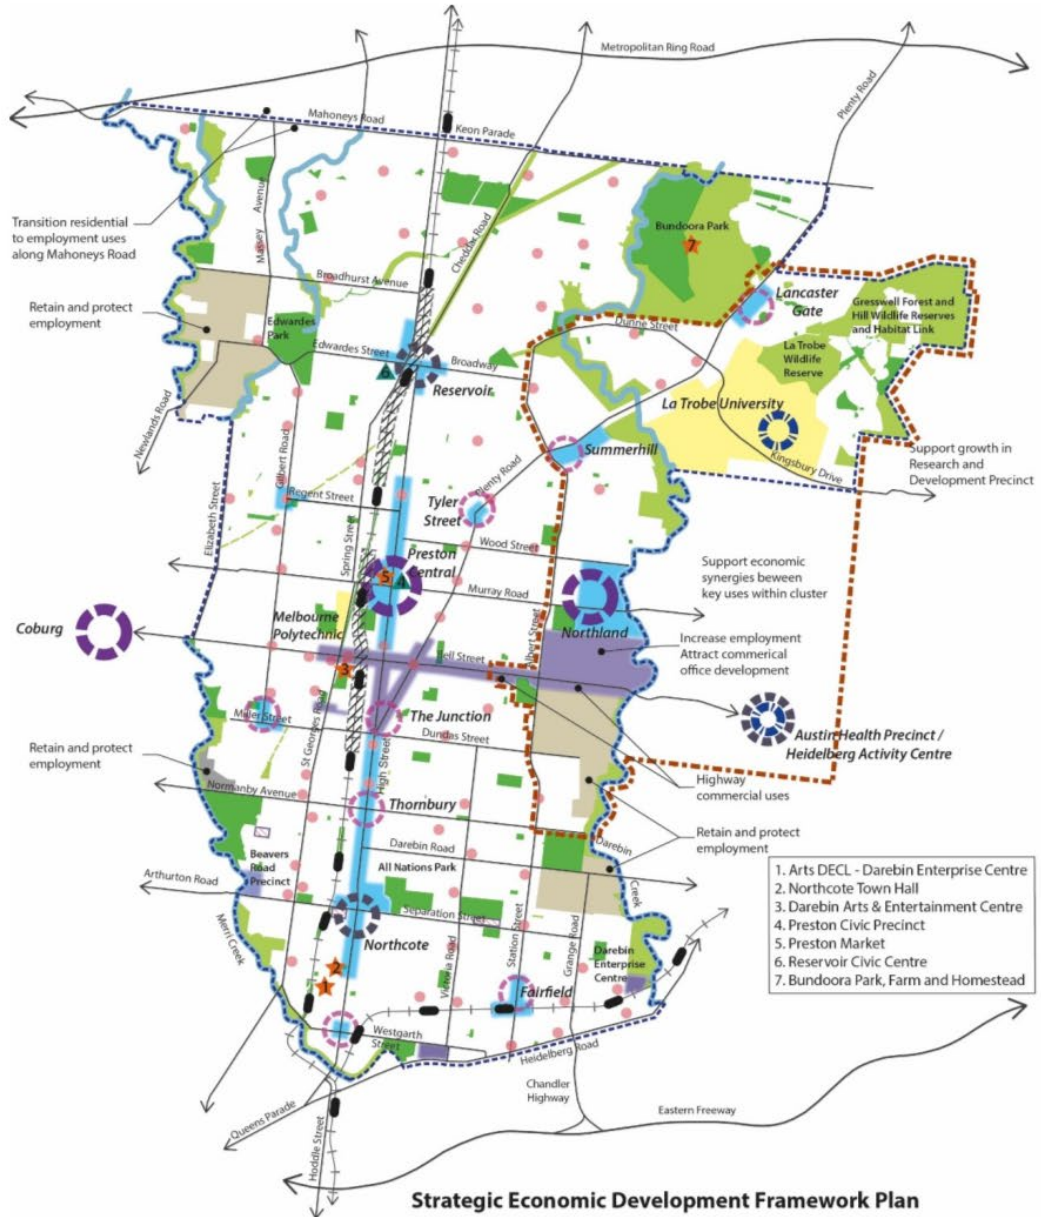 Metropolitan Ring Road
Plenty Road
Mahoneys Road
Keon Parade
Transition residential
to employment uses
along Mahoneys Road
Massey Avenue
Cheddar Road
Bundoora Park
7
Broadhurst Avenue
Retain and protect
employment
Edwardes
Park
Lancaster
Gate
Gresswell Forest and
Hill Wildlife Reserves
and Habitat Link
Dunne Street
La Trobe
Wildlife
Reserve
Edwardes Street
Broadway
6
Reservoir
La Trobe University
Newlands Road
Gilbert Road
Summerhill
Kingsbury Drive
Support growth in
Research and
Development Precinct
Plenty Road
Regent Street
Tyler
Street
Elizabeth Street
Spring Street
Wood Street
Preston
Central
5
4
Murray Road
Support economic
synergies beween
key uses within cluster
Melbourne
Polytechnic
Coburg
Northland
Albert Street
Increase employment
Attract commerical
office development
Bell Street
3
Miller Street
St Georges Road
The Junction
Dundas Street
Austin Health Precinct /
Heidelberg Activity Centre
Retain and protect
employment
High Street
Highway
commercial uses
Normanby Avenue
Thornbury
Retain and protect
employment
Darebin Road
Darebin
Creek
Beavers
Road
Precinct
All Nations Park
Arthurton Road
Separation Street
Merri Creek
Northcote
Victoria Road
Station Street
Grange Road
Darebin
Enterprise
Centre
2
1
Fairfield
Westgarth
Street
Heidelberg Road
Chandler
Highway
Queens Parade
Hoddle Street
Eastern Freeway
1. Arts DECL - Darebin Enterprise Centre
2. Northcote Town Hall
3. Darebin Arts & Entertainment Centre
4. Preston Civic Precinct
5. Preston Market
6. Reservoir Civic Centre
7. Bundoora Park, Farm and Homestead
Strategic Economic Development Framework Plan